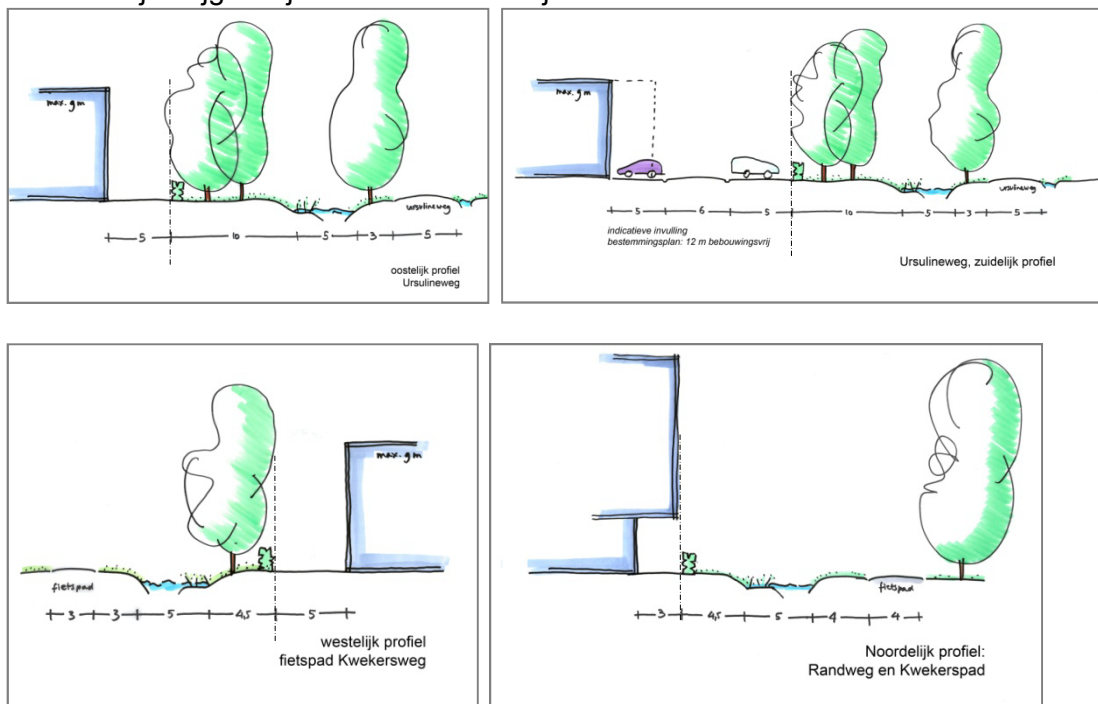 max. 9 m
ursulineweg
5 10 5 3 5
oostelijk profiel
Ursulineweg
max. 9 m
ursulineweg
5 6 5 10 5 3 5
indicatieve invulling
bestemmingsplan: 12 m bebouwingsvrij
Ursulineweg, zuidelijk profiel
max. 9 m
fietspad
3 3 5 4,5 5
westelijk profiel
fietspad Kwekersweg
fietspad
3 4,5 5 4 4
Noordelijk profiel:
Randweg en Kwekerspad